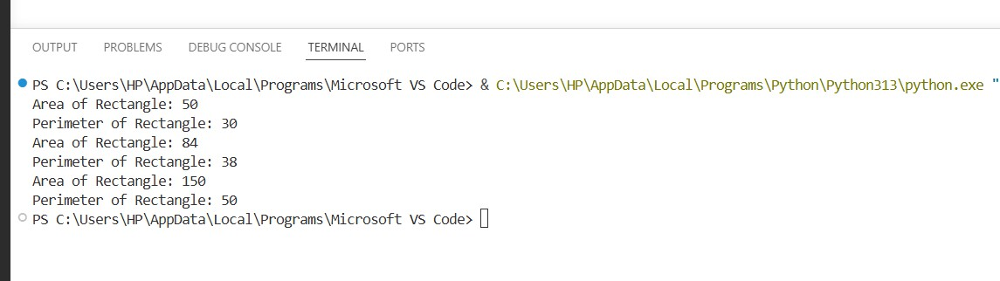 OUTPUT PROBLEMS DEBUG CONSOLE TERMINAL PORTS
PS C:\Users\HP\AppData\Local\Programs\Microsoft VS Code> & C:\Users\HP\AppData\Local\Programs\Python\Python313\python.exe "
Area of Rectangle: 50
Perimeter of Rectangle: 30
Area of Rectangle: 84
Perimeter of Rectangle: 38
Area of Rectangle: 150
Perimeter of Rectangle: 50
PS C:\Users\HP\AppData\Local\Programs\Microsoft VS Code>